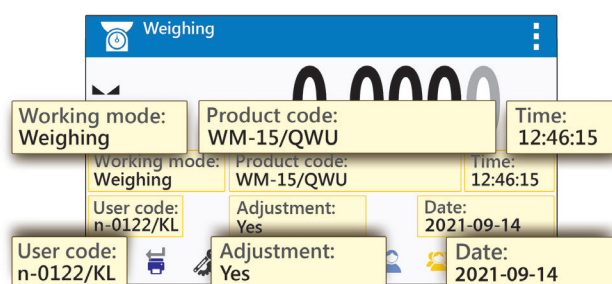 Weighing
0.0000
Working mode:
Weighing
Product code:
WM-15/QWU
Time:
12:46:15
Working mode:
Weighing
Product code:
WM-15/QWU
Time:
12:46:15
User code:
n-0122/KL
Adjustment:
Yes
Date:
2021-09-14
User code:
n-0122/KL
Adjustment:
Yes
Date:
2021-09-14